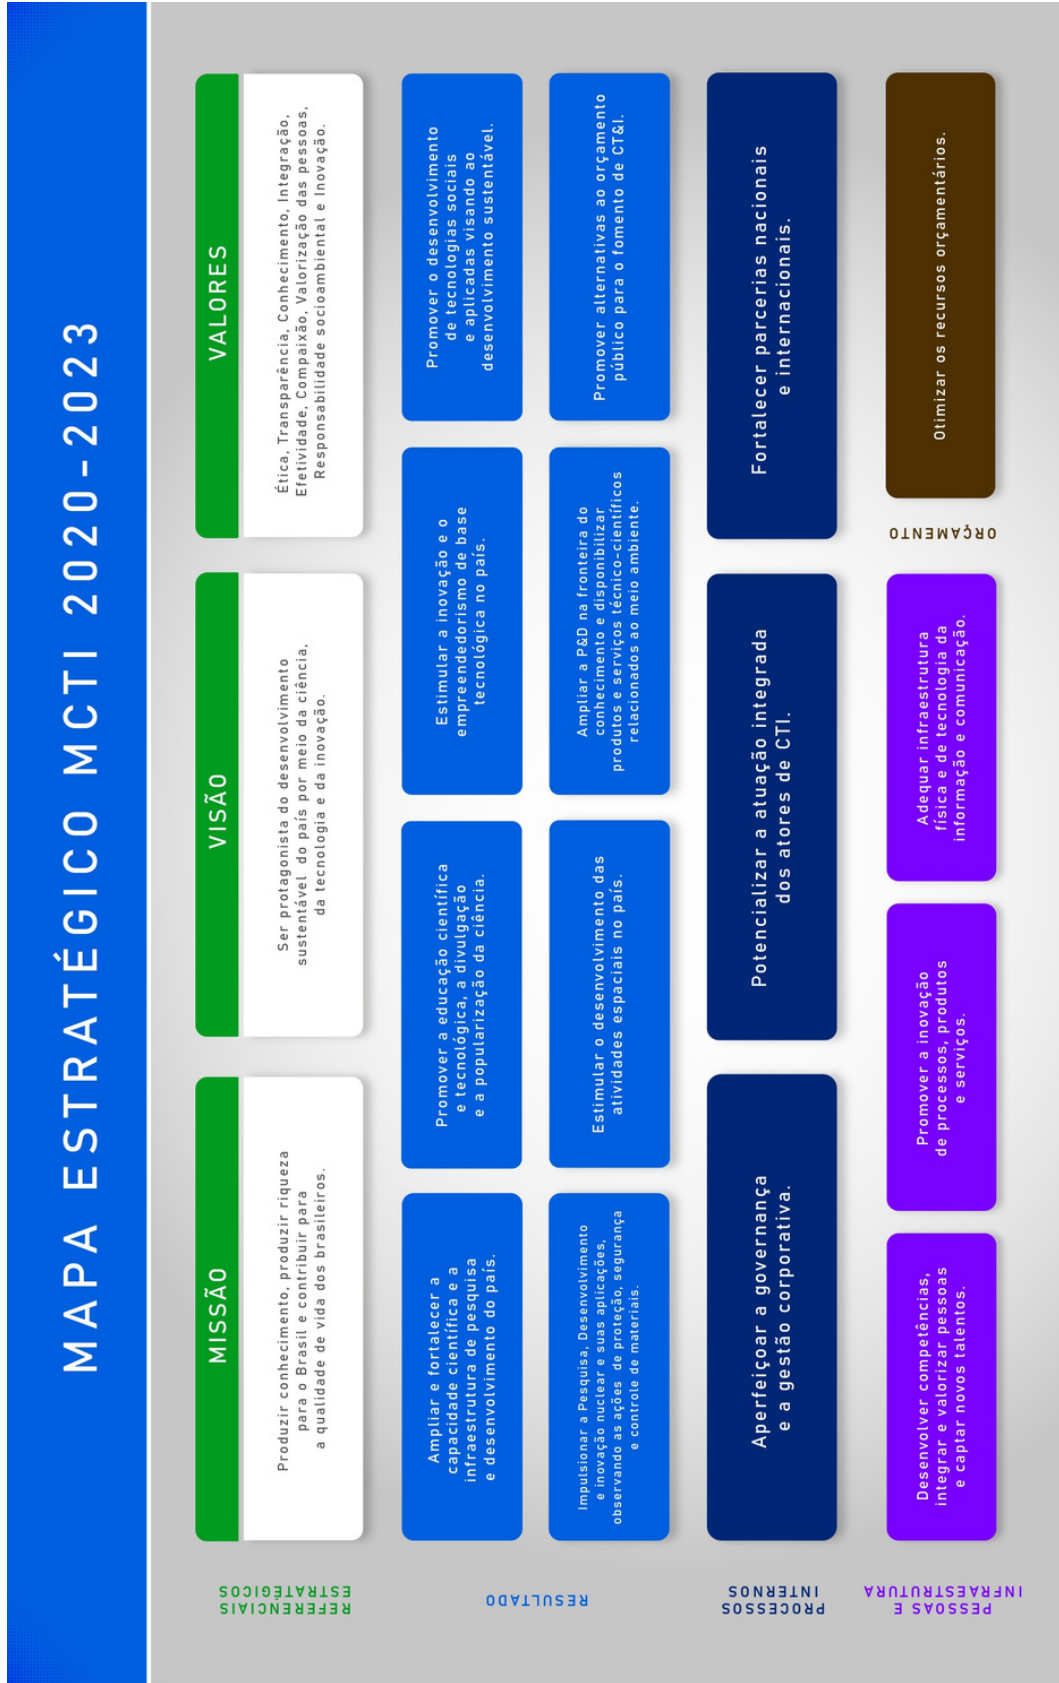 MAPA ESTRATÉGICO MCTI 2020-2023
REFERENCIAIS
ESTRATÉGICOS
MISSÃO
Produzir conhecimento, produzir riqueza
para o Brasil e contribuir para
a qualidade de vida dos brasileiros.
VISÃO
Ser protagonista do desenvolvimento
sustentável do país por meio da ciência,
da tecnologia e da inovação.
VALORES
Ética, Transparência, Conhecimento, Integração,
Efetividade, Compaixão, Valorização das pessoas,
Responsabilidade socioambiental e Inovação.
RESULTADO
Ampliar e fortalecer a
capacidade científica e a
infraestrutura de pesquisa
e desenvolvimento do país.
Promover a educação científica
e tecnológica, a divulgação
e a popularização da ciência.
Estimular a inovação e o
empreendedorismo de base
tecnológica no país.
Promover o desenvolvimento
de tecnologias sociais
e aplicadas visando ao
desenvolvimento sustentável.
Impulsionar a Pesquisa, Desenvolvimento
e inovação nuclear e suas aplicações,
observando as ações de proteção, segurança
e controle de materiais.
Estimular o desenvolvimento das
atividades espaciais no país.
Ampliar a P&D na fronteira do
conhecimento e disponibilizar
produtos e serviços técnico-científicos
relacionados ao meio ambiente.
Promover alternativas ao orçamento
público para o fomento de CT&I.
PROCESSOS
INTERNOS
Aperfeiçoar a governança
e a gestão corporativa.
Potencializar a atuação integrada
dos atores de CTI.
Fortalecer parcerias nacionais
e internacionais.
PESSOAS E
INFRAESTRUTURA
Desenvolver competências,
integrar e valorizar pessoas
e captar novos talentos.
Promover a inovação
de processos, produtos
e serviços.
Adequar infraestrutura
física e de tecnologia da
informação e comunicação.
ORÇAMENTO
Otimizar os recursos orçamentários.